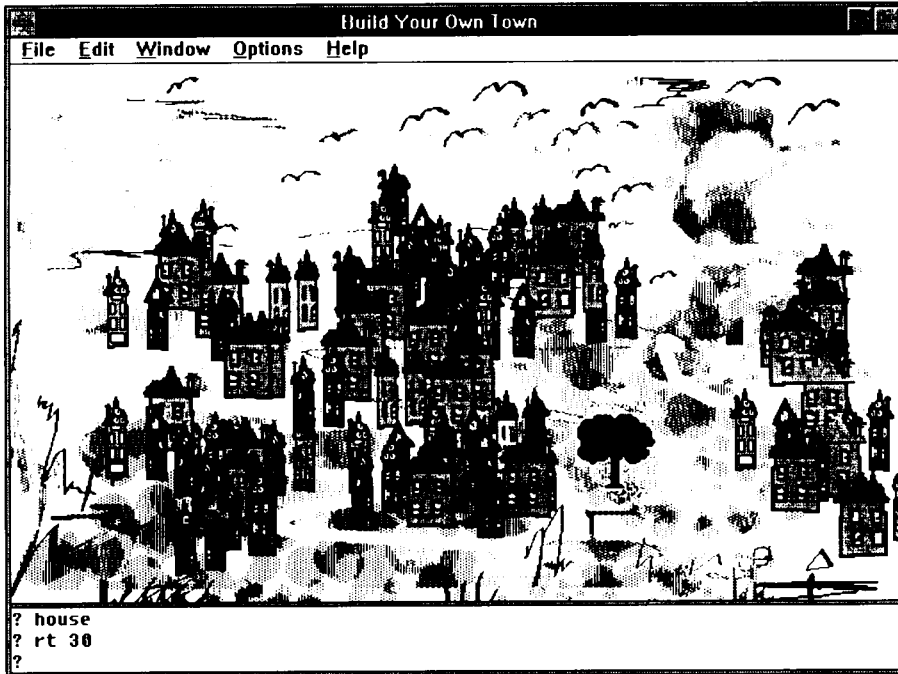 Build Your Own Town
File Edit Window Options Help
? house
? rt 30
?